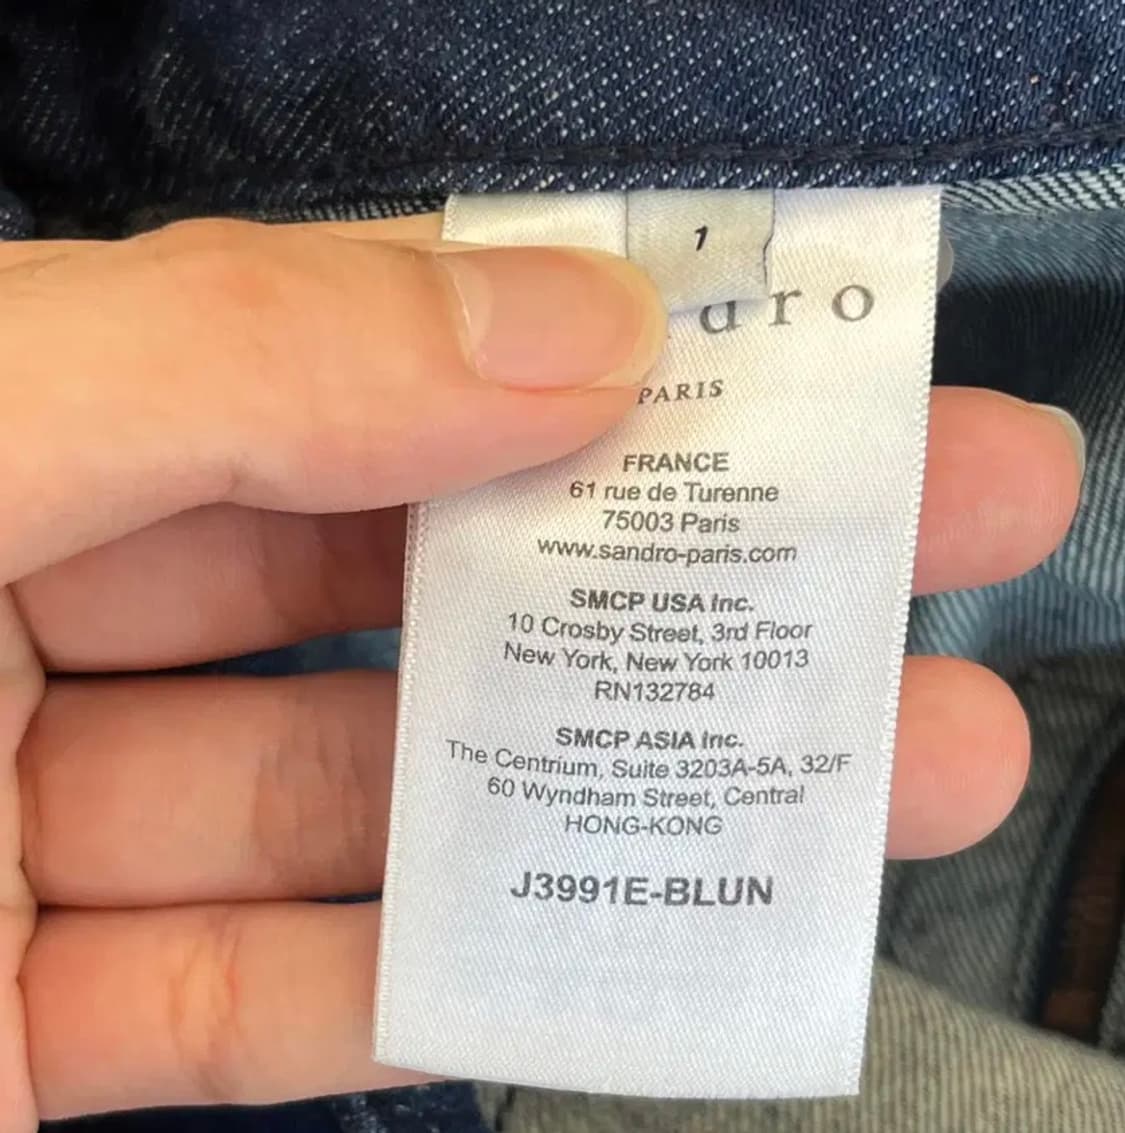 1
dro
PARIS
FRANCE
61 rue de Turenne
75003 Paris
www.sandro-paris.com
SMCP USA Inc.
10 Crosby Street, 3rd Floor
New York, New York 10013
RN132784
SMCP ASIA Inc.
The Centrium, Suite 3203A-5A, 32/F
60 Wyndham Street, Central
HONG-KONG
J3991E-BLUN